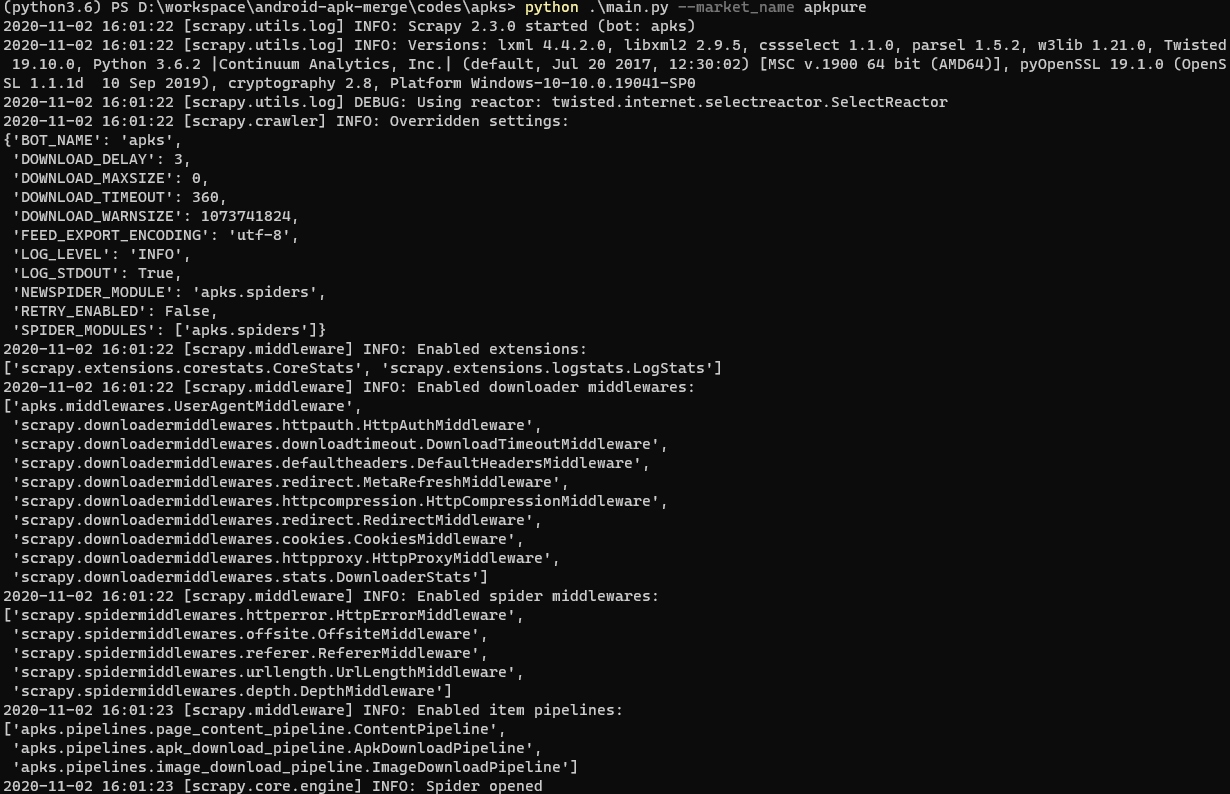 (python3.6) PS D:\workspace\android-apk-merge\codes\apks> python .\main.py --market_name apkpure
2020-11-02 16:01:22 [scrapy.utils.log] INFO: Scrapy 2.3.0 started (bot: apks)
2020-11-02 16:01:22 [scrapy.utils.log] INFO: Versions: lxml 4.4.2.0, libxml2 2.9.5, cssselect 1.1.0, parsel 1.5.2, w3lib 1.21.0, Twisted
 19.10.0, Python 3.6.2 |Continuum Analytics, Inc.| (default, Jul 20 2017, 12:30:02) [MSC v.1900 64 bit (AMD64)], pyOpenSSL 19.1.0 (OpenS
SL 1.1.1d  10 Sep 2019), cryptography 2.8, Platform Windows-10-10.0.19041-SP0
2020-11-02 16:01:22 [scrapy.utils.log] DEBUG: Using reactor: twisted.internet.selectreactor.SelectReactor
2020-11-02 16:01:22 [scrapy.crawler] INFO: Overridden settings:
{'BOT_NAME': 'apks',
 'DOWNLOAD_DELAY': 3,
 'DOWNLOAD_MAXSIZE': 0,
 'DOWNLOAD_TIMEOUT': 360,
 'DOWNLOAD_WARNSIZE': 1073741824,
 'FEED_EXPORT_ENCODING': 'utf-8',
 'LOG_LEVEL': 'INFO',
 'LOG_STDOUT': True,
 'NEWSPIDER_MODULE': 'apks.spiders',
 'RETRY_ENABLED': False,
 'SPIDER_MODULES': ['apks.spiders']}
2020-11-02 16:01:22 [scrapy.middleware] INFO: Enabled extensions:
['scrapy.extensions.corestats.CoreStats', 'scrapy.extensions.logstats.LogStats']
2020-11-02 16:01:22 [scrapy.middleware] INFO: Enabled downloader middlewares:
['apks.middlewares.UserAgentMiddleware',
 'scrapy.downloadermiddlewares.httpauth.HttpAuthMiddleware',
 'scrapy.downloadermiddlewares.downloadtimeout.DownloadTimeoutMiddleware',
 'scrapy.downloadermiddlewares.defaultheaders.DefaultHeadersMiddleware',
 'scrapy.downloadermiddlewares.redirect.MetaRefreshMiddleware',
 'scrapy.downloadermiddlewares.httpcompression.HttpCompressionMiddleware',
 'scrapy.downloadermiddlewares.redirect.RedirectMiddleware',
 'scrapy.downloadermiddlewares.cookies.CookiesMiddleware',
 'scrapy.downloadermiddlewares.httpproxy.HttpProxyMiddleware',
 'scrapy.downloadermiddlewares.stats.DownloaderStats']
2020-11-02 16:01:22 [scrapy.middleware] INFO: Enabled spider middlewares:
['scrapy.spidermiddlewares.httperror.HttpErrorMiddleware',
 'scrapy.spidermiddlewares.offsite.OffsiteMiddleware',
 'scrapy.spidermiddlewares.referer.RefererMiddleware',
 'scrapy.spidermiddlewares.urllength.UrlLengthMiddleware',
 'scrapy.spidermiddlewares.depth.DepthMiddleware']
2020-11-02 16:01:23 [scrapy.middleware] INFO: Enabled item pipelines:
['apks.pipelines.page_content_pipeline.ContentPipeline',
 'apks.pipelines.apk_download_pipeline.ApkDownloadPipeline',
 'apks.pipelines.image_download_pipeline.ImageDownloadPipeline']
2020-11-02 16:01:23 [scrapy.core.engine] INFO: Spider opened